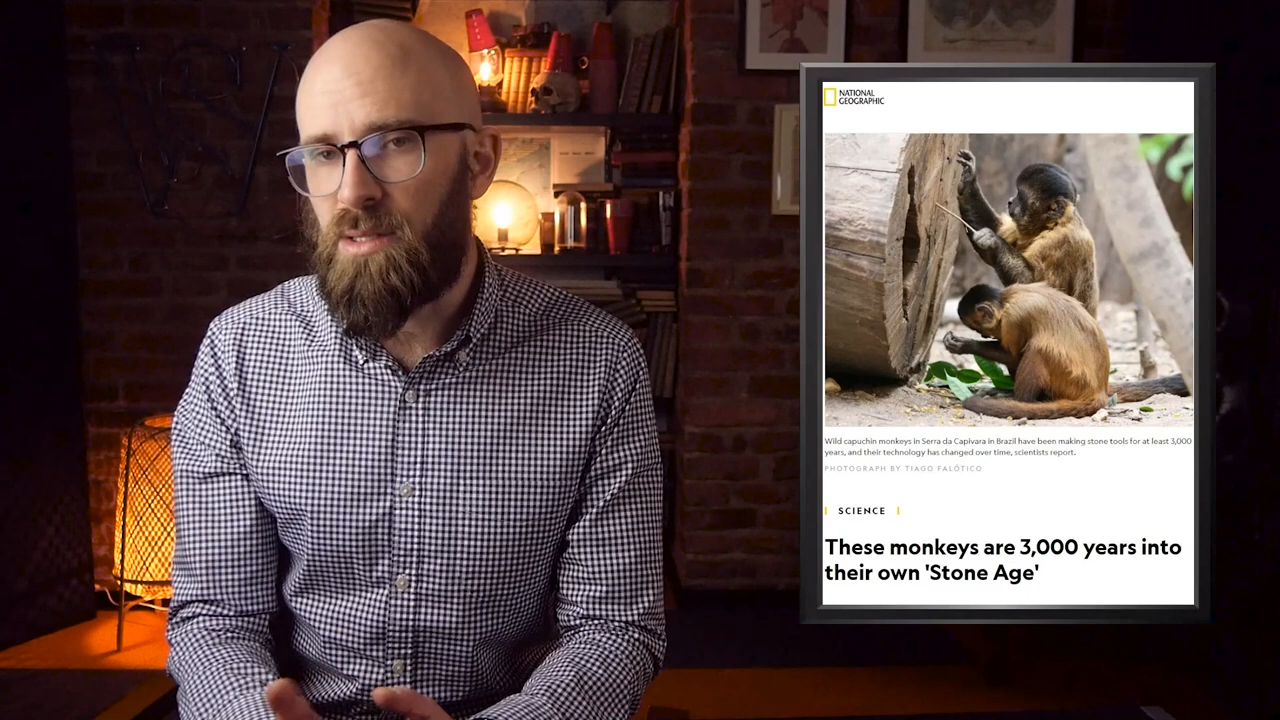 NATIONAL
GEOGRAPHIC
Wild capuchin monkeys in Serra da Capivara in Brazil have been making stone tools for at least 3,000
years, and their technology has changed over time, scientists report.
PHOTOGRAPH BY TIAGO FALÓTICO
SCIENCE
These monkeys are 3,000 years into
their own 'Stone Age'